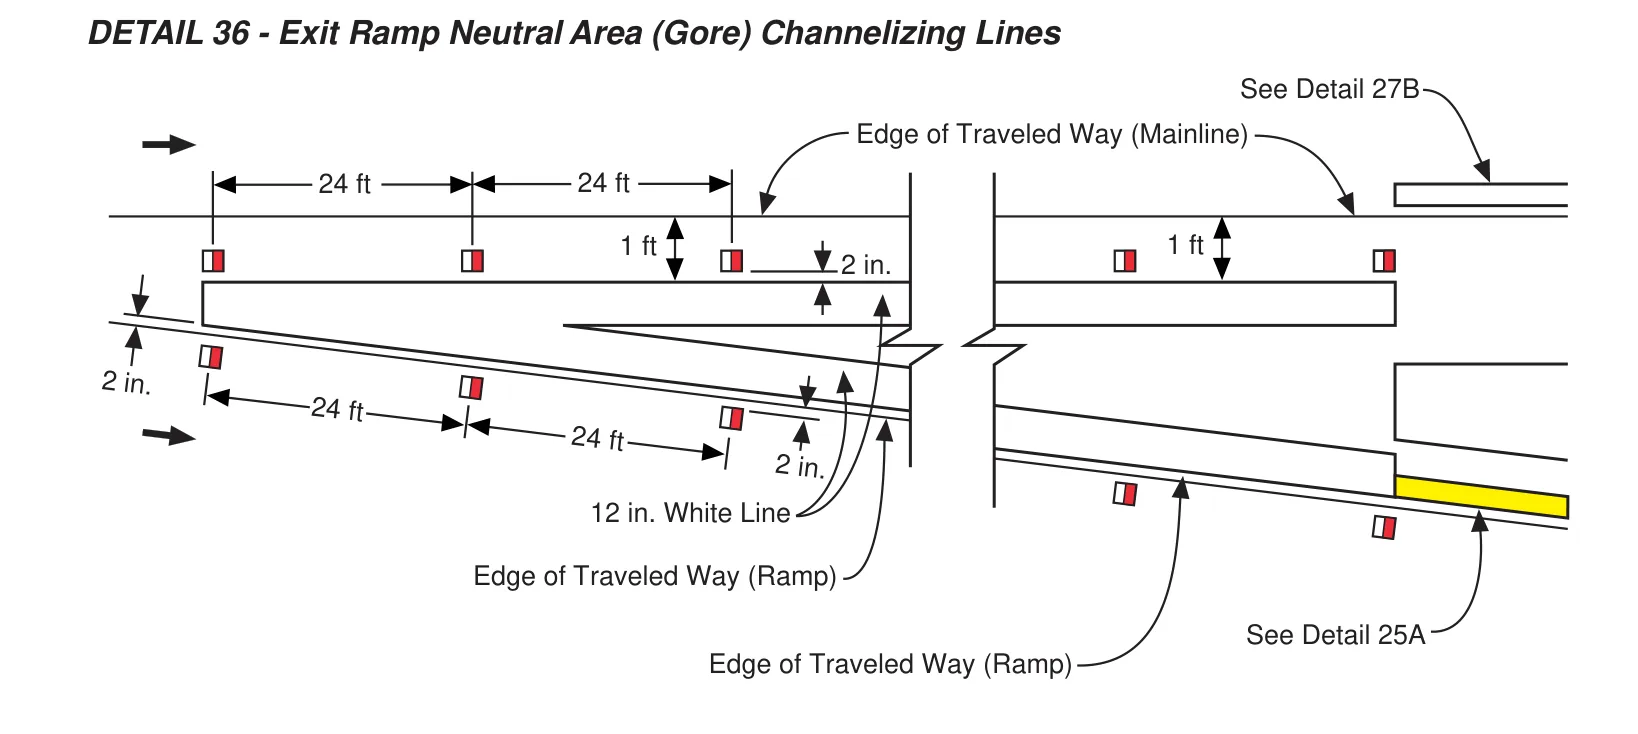 DETAIL 36 - Exit Ramp Neutral Area (Gore) Channelizing Lines
See Detail 27B
Edge of Traveled Way (Mainline)
24 ft
24 ft
1 ft
1 ft
2 in.
2 in.
24 ft
24 ft
2 in.
12 in. White Line
Edge of Traveled Way (Ramp)
See Detail 25A
Edge of Traveled Way (Ramp)